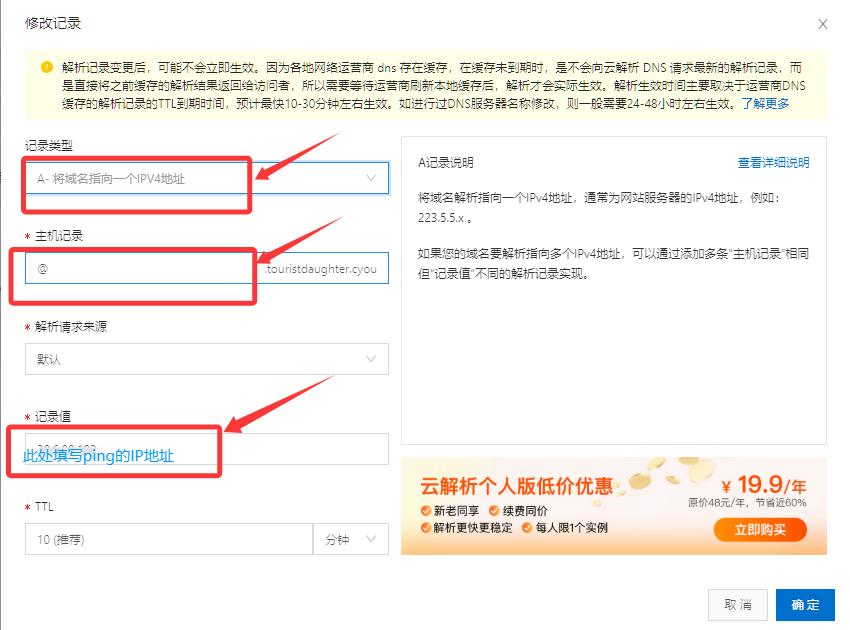 修改记录
解析记录变更后，可能不会立即生效。因为各地网络运营商 dns 存在缓存，在缓存未到期时，是不会向云解析 DNS 请求最新的解析记录，而
是直接将之前缓存的解析结果返回给访问者，所以需要等待运营商刷新本地缓存后，解析才会实际生效。解析生效时间主要取决于运营商DNS
缓存的解析记录的TTL到期时间，预计最快10-30分钟左右生效。如进行过DNS服务器名称修改，则一般需要24-48小时左右生效。了解更多
记录类型
A- 将域名指向一个IPV4地址
* 主机记录
@
.touristdaughter.cyou
* 解析请求来源
默认
* 记录值
此处填写ping的IP地址
* TTL
10 (推荐)
分钟
A记录说明
查看详细说明
将域名解析指向一个IPv4地址，通常为网站服务器的IPv4地址，例如：
223.5.5.x 。
如果您的域名要解析指向多个IPv4地址，可以通过添加多条“主机记录”相同
但“记录值”不同的解析记录实现。
云解析个人版低价优惠
新老同享 续费同价
解析更快更稳定 每人限1个实例
¥ 19.9/年
原价48元/年，节省近60%
立即购买
取 消
确 定